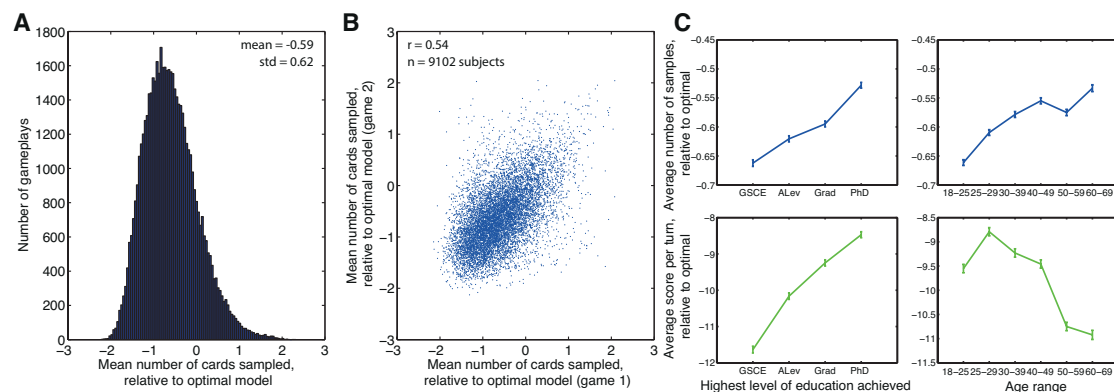 A
1800
1600
1400
1200
1000
800
600
400
200
0
Number of gameplays
mean = -0.59
std = 0.62
−3 −2 −1 0 1 2 3
Mean number of cards sampled,
relative to optimal model
B
3
2
1
0
−1
−2
−3
Mean number of cards sampled,
relative to optimal model (game 2)
r = 0.54
n = 9102 subjects
−3 −2 −1 0 1 2 3
Mean number of cards sampled,
relative to optimal model (game 1)
C
Average number of samples,
relative to optimal
−0.45
−0.5
−0.55
−0.6
−0.65
−0.7
GSCE ALev Grad PhD
−0.45
−0.5
−0.55
−0.6
−0.65
−0.7
18−25 25−29 30−39 40−49 50−59 60−69
Average score per turn,
relative to optimal
−8
−9
−10
−11
−12
GSCE ALev Grad PhD
Highest level of education achieved
−8.5
−9
−9.5
−10
−10.5
−11
−11.5
18−25 25−29 30−39 40−49 50−59 60−69
Age range